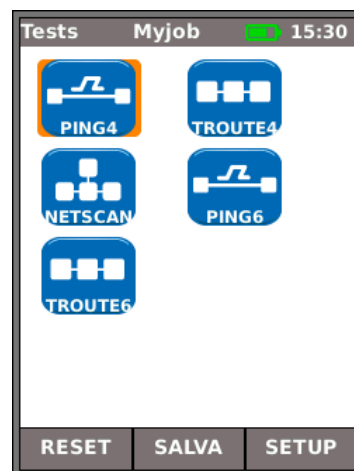 Tests Myjob 15:30
PING4 TROUTE4
NETSCAN PING6
TROUTE6
RESET SALVA SETUP